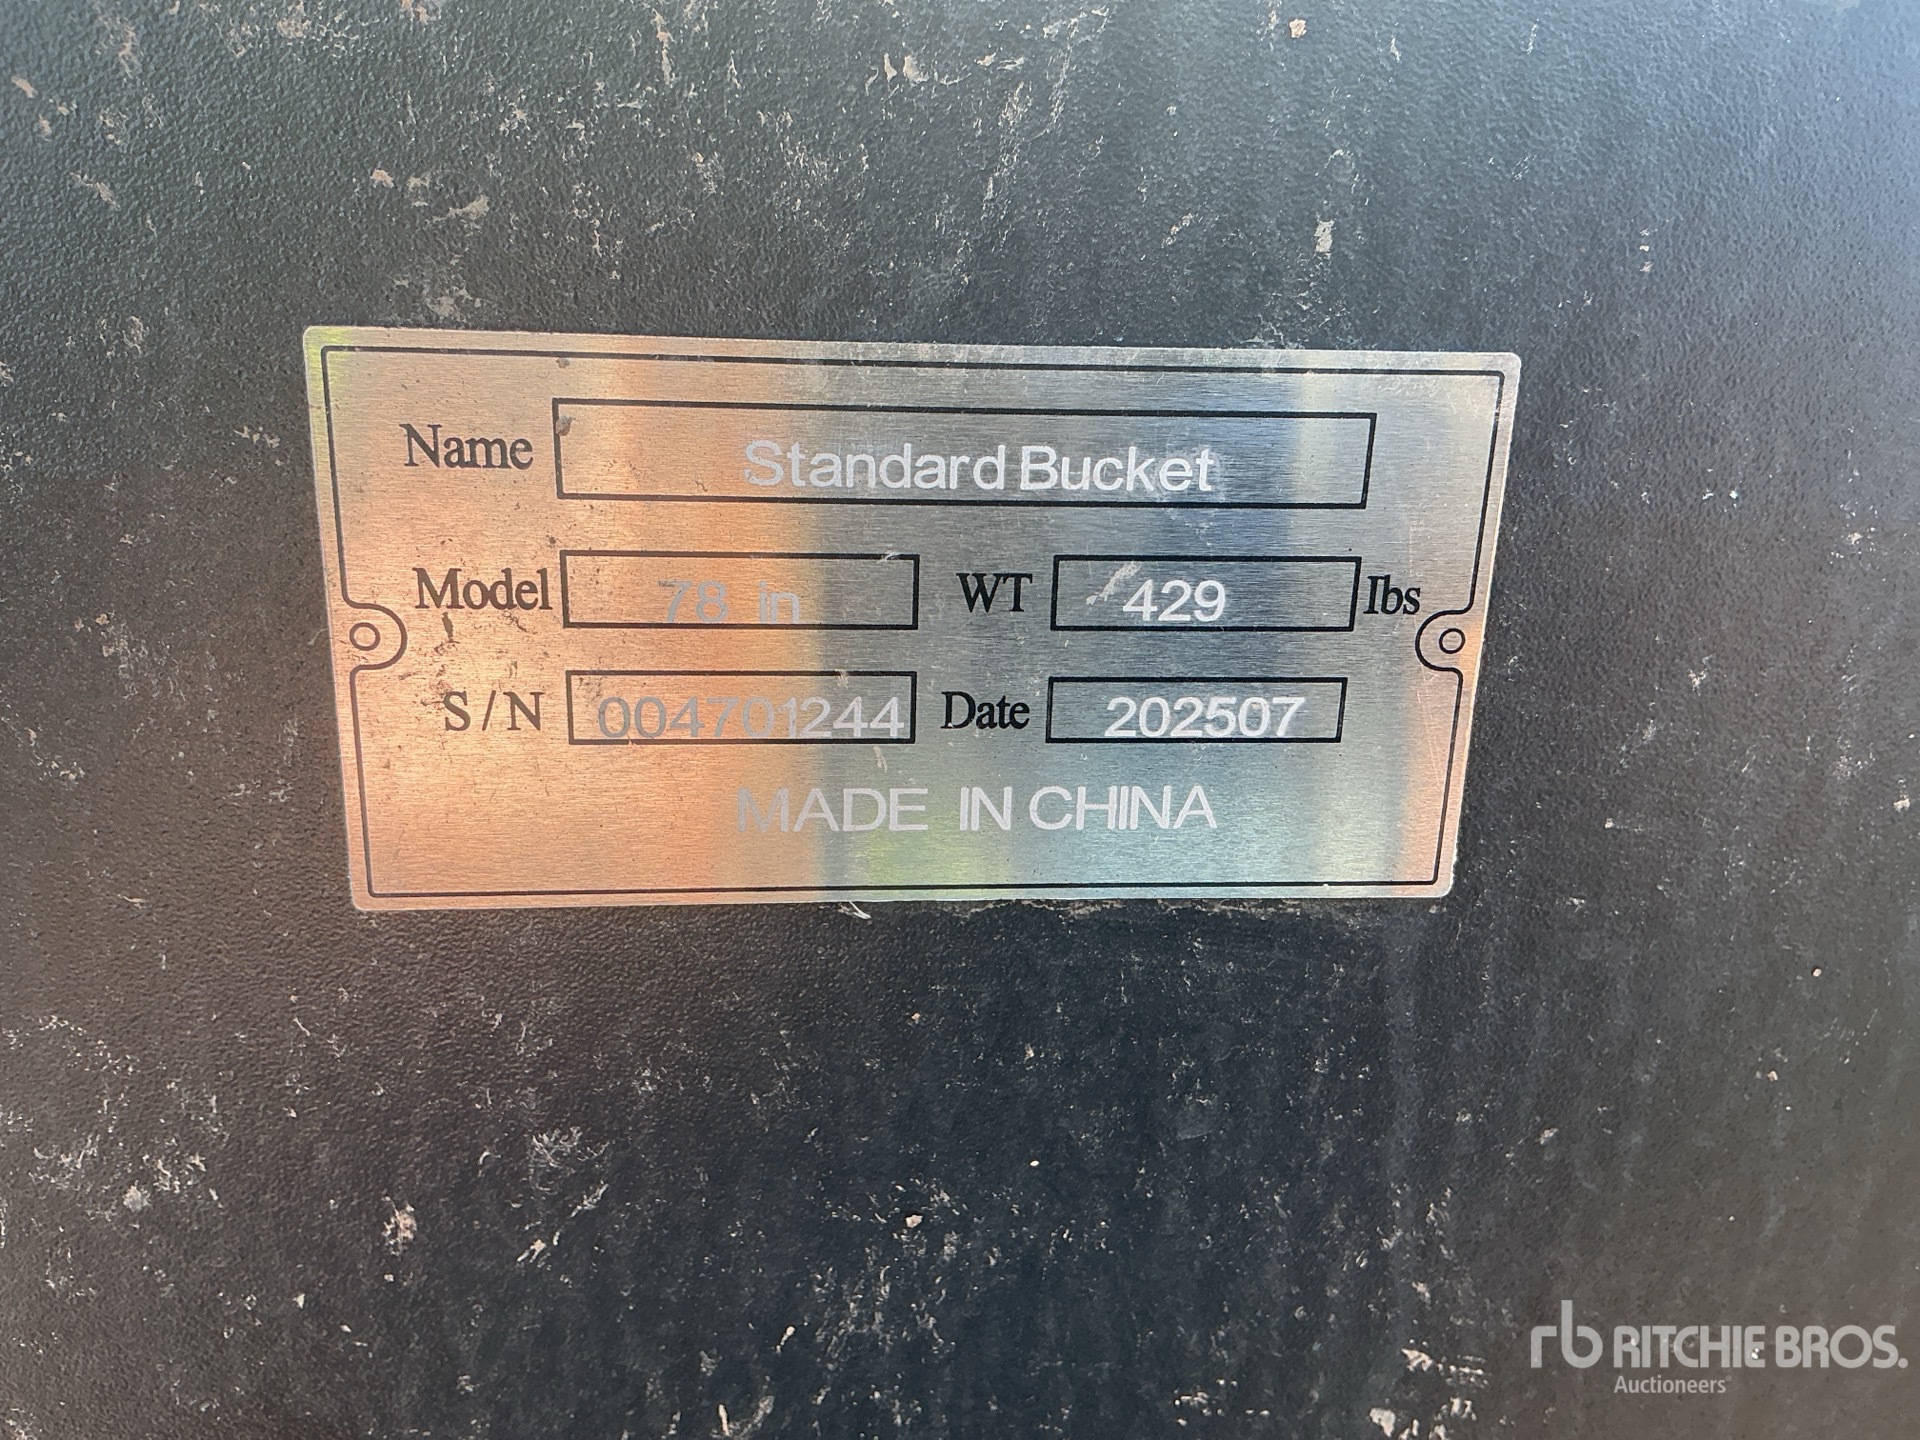 Name Standard Bucket
Model 78 in WT 429 lbs
S/N 004701244 Date 202507
MADE IN CHINA
rb RITCHIE BROS.
Auctioneers